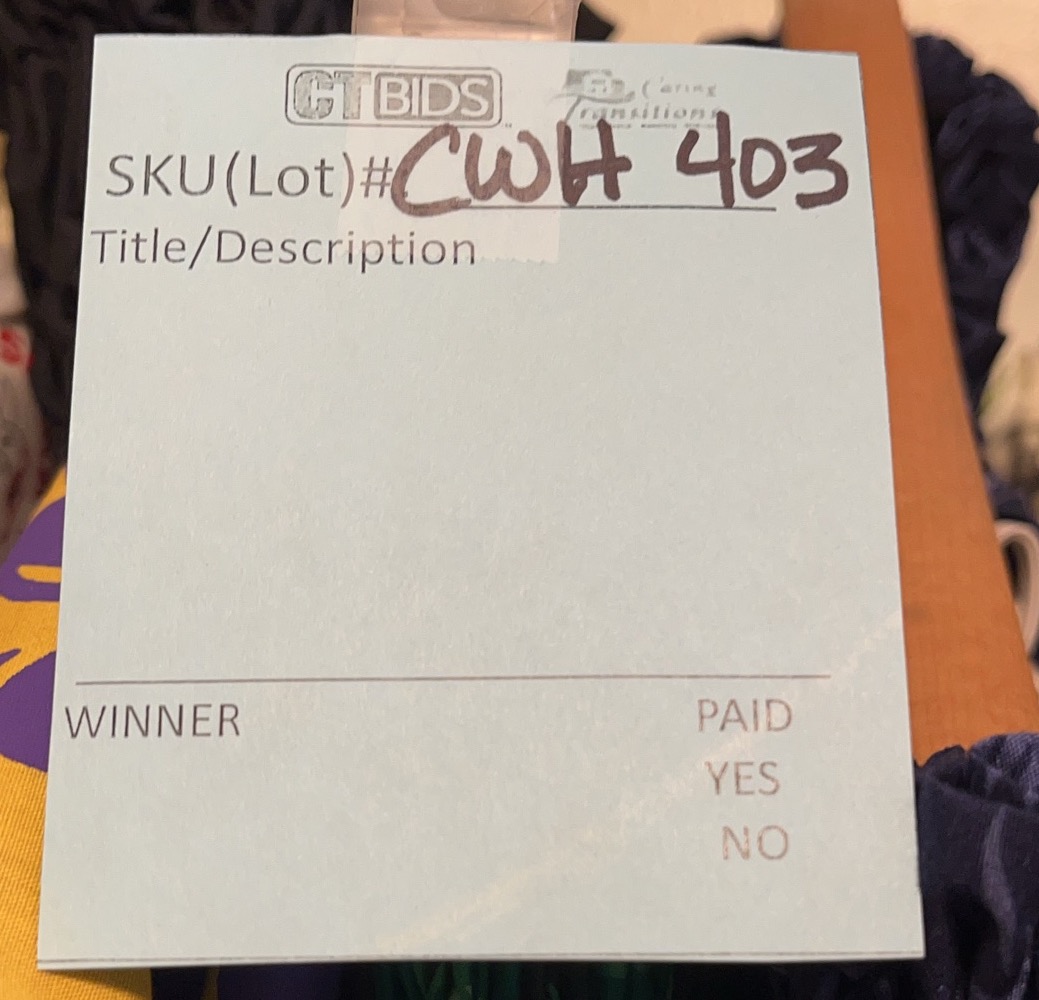 CTBIDS Caring
Transitions
SKU(Lot)# CWH 403
Title/Description
WINNER PAID
YES
NO